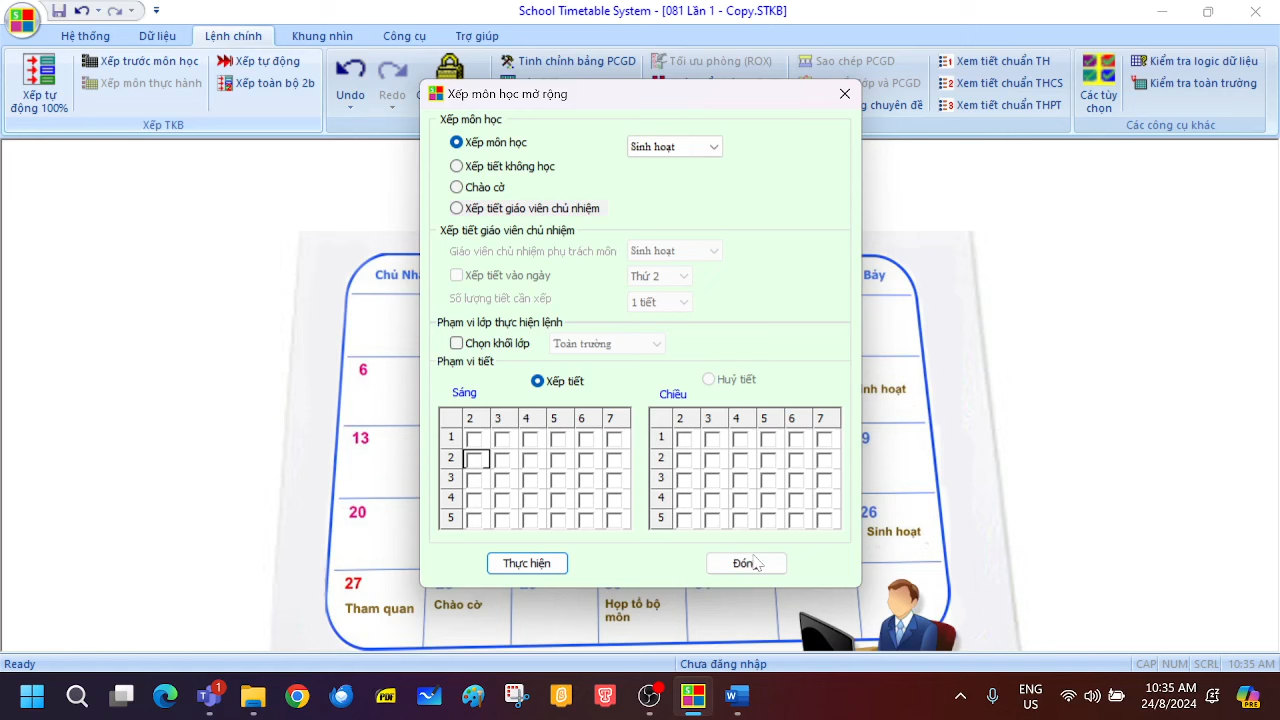 School Timetable System - [081 Lần 1 - Copy.STKB]
Hệ thống Dữ liệu Lệnh chính Khung nhìn Công cụ Trợ giúp
Xếp tự động 100%
Xếp trước môn học
Xếp môn thực hành
Xếp tự động
Xếp toàn bộ 2b
Xếp TKB
Undo
Redo
Tinh chỉnh bảng PCGD
Tối ưu phòng
OX)
Sao chép PCGD
và PCGD
chuyên đề
Xem tiết chuẩn TH
Xem tiết chuẩn THCS
Xem tiết chuẩn THPT
Các tùy chọn
Kiểm tra logic dữ liệu
Kiểm tra toàn trường
Các công cụ khác
Xếp môn học mở rộng
Xếp môn học
Xếp môn học Sinh hoạt
Xếp tiết không học
Chào cờ
Xếp tiết giáo viên chủ nhiệm
Xếp tiết giáo viên chủ nhiệm
Giáo viên chủ nhiệm phụ trách môn Sinh hoạt
Xếp tiết vào ngày Thứ 2
Số lượng tiết cần xếp 1 tiết
Phạm vi lớp thực hiện lệnh
Chọn khối lớp Toàn trường
Phạm vi tiết
Xếp tiết Huỷ tiết
Sáng Chiều
2 3 4 5 6 7 2 3 4 5 6 7
1 1
2 2
3 3
4 4
5 5
Thực hiện Đón
Chủ Nh
Bảy
6
nh hoạt
13
9
20
26
Sinh hoạt
27
Tham quan
Chào cờ
Họp tổ bộ môn
Ready Chưa đăng nhập CAP NUM SCRL 10:35 AM
1
PDF
ENG
US
10:35 AM
24/8/2024
PRE